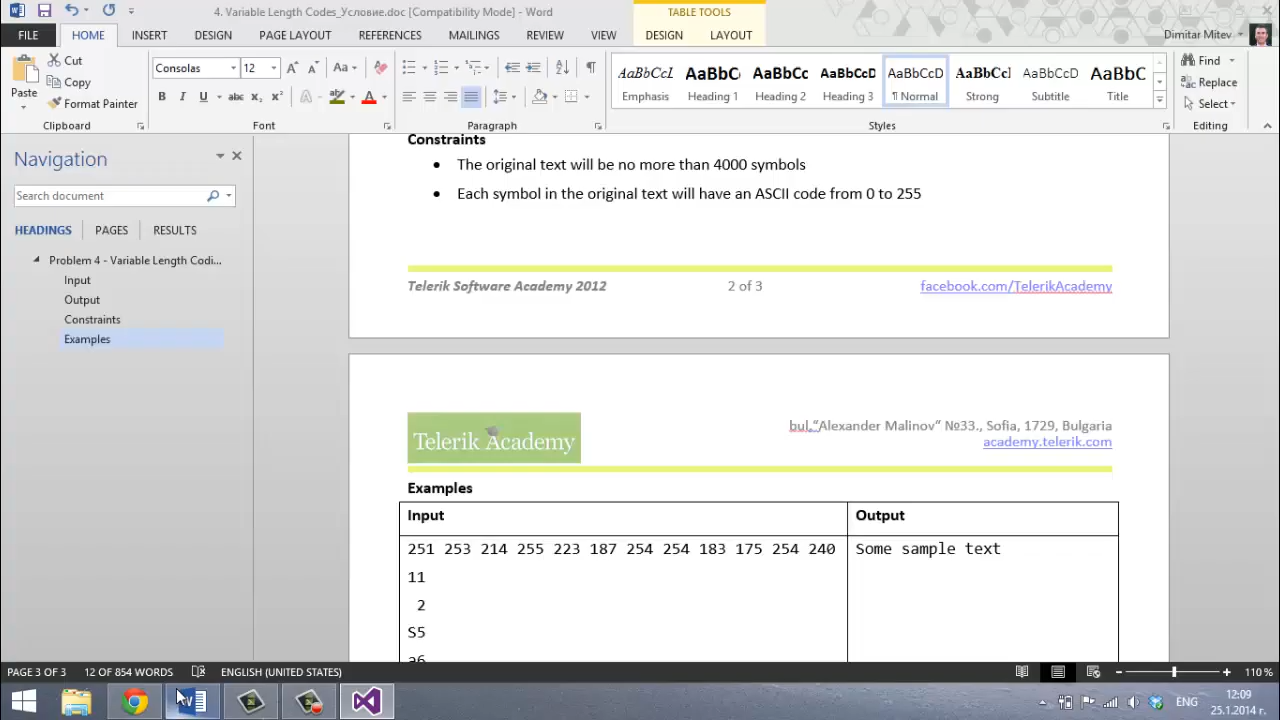 4. Variable Length Codes_Условие.doc [Compatibility Mode] - Word
TABLE TOOLS
FILE
HOME
INSERT
DESIGN
PAGE LAYOUT
REFERENCES
MAILINGS
REVIEW
VIEW
DESIGN
LAYOUT
Dimitar Mitev
Paste
Cut
Copy
Format Painter
Clipboard
Consolas
12
Font
Paragraph
AaBbCcI
Emphasis
AaBbC
Heading 1
AaBbCc
Heading 2
AaBbCcD
Heading 3
AaBbCcD
¶ Normal
AaBbCcI
Strong
AaBbCcD
Subtitle
AaBbC
Title
Styles
Find
Replace
Select
Editing
Navigation
Search document
HEADINGS
PAGES
RESULTS
Problem 4 - Variable Length Codi...
Input
Output
Constraints
Examples
Constraints
• The original text will be no more than 4000 symbols
• Each symbol in the original text will have an ASCII code from 0 to 255
Telerik Software Academy 2012
2 of 3
facebook.com/TelerikAcademy
Telerik Academy
bul.“Alexander Malinov“ №33., Sofia, 1729, Bulgaria
academy.telerik.com
Examples
Input
Output
251 253 214 255 223 187 254 254 183 175 254 240
Some sample text
11
2
S5
a6
PAGE 3 OF 3
12 OF 854 WORDS
ENGLISH (UNITED STATES)
110 %
ENG
12:09
25.1.2014 г.